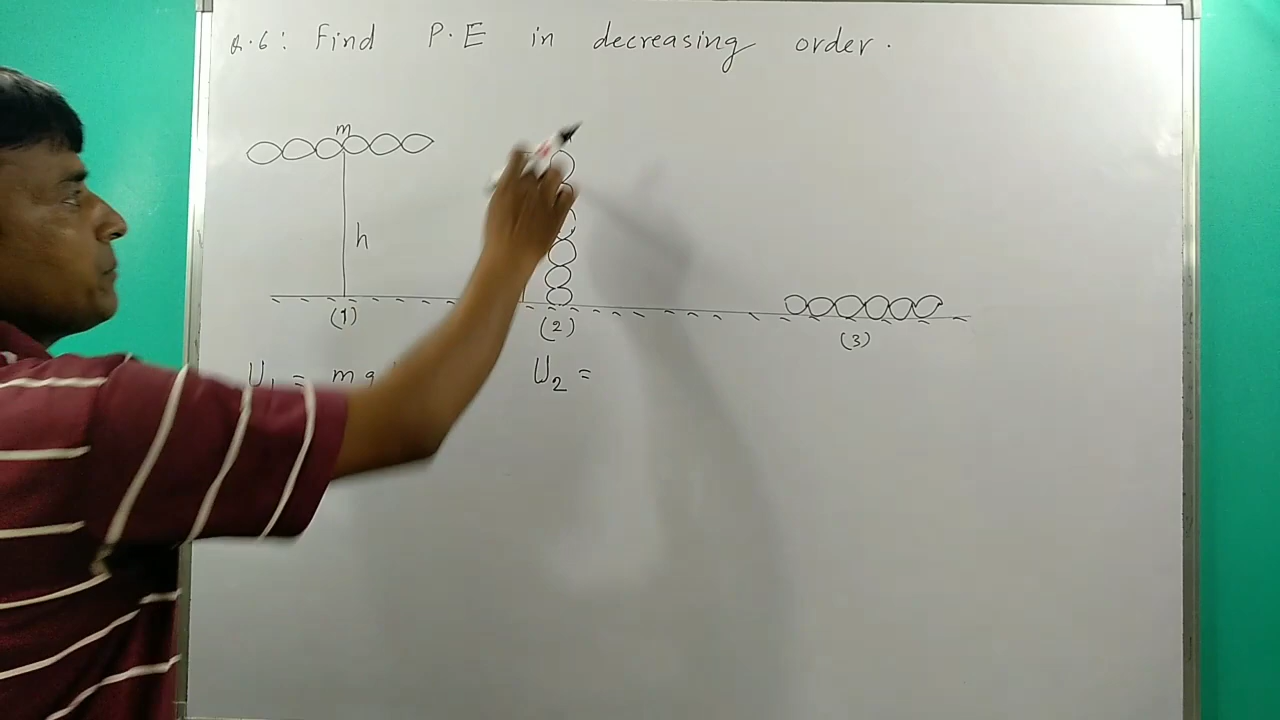 Q.6: Find P.E in decreasing order.
m
h
(1)
(2)
(3)
U1 = mg
U2 =